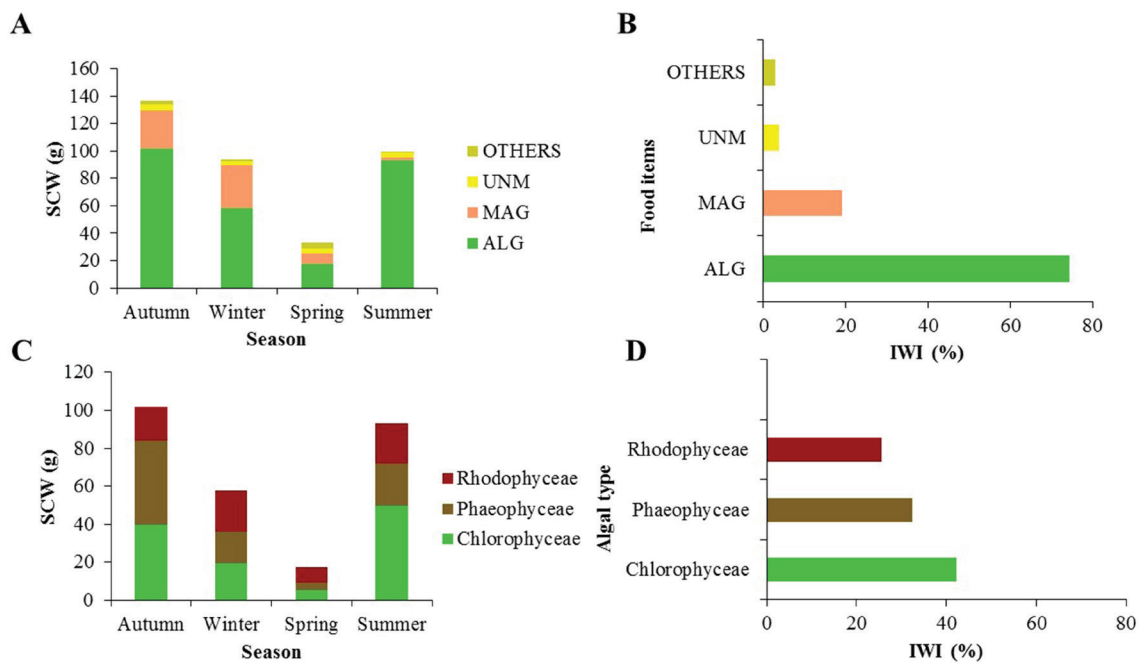 A
160
140
120
100
80
60
40
20
0
SCW (g)
Autumn Winter Spring Summer
Season
OTHERS
UNM
MAG
ALG
B
OTHERS
UNM
MAG
ALG
Food items
0 20 40 60 80
IWI (%)
C
120
100
80
60
40
20
0
SCW (g)
Autumn Winter Spring Summer
Season
Rhodophyceae
Phaeophyceae
Chlorophyceae
D
Rhodophyceae
Phaeophyceae
Chlorophyceae
Algal type
0 20 40 60 80
IWI (%)